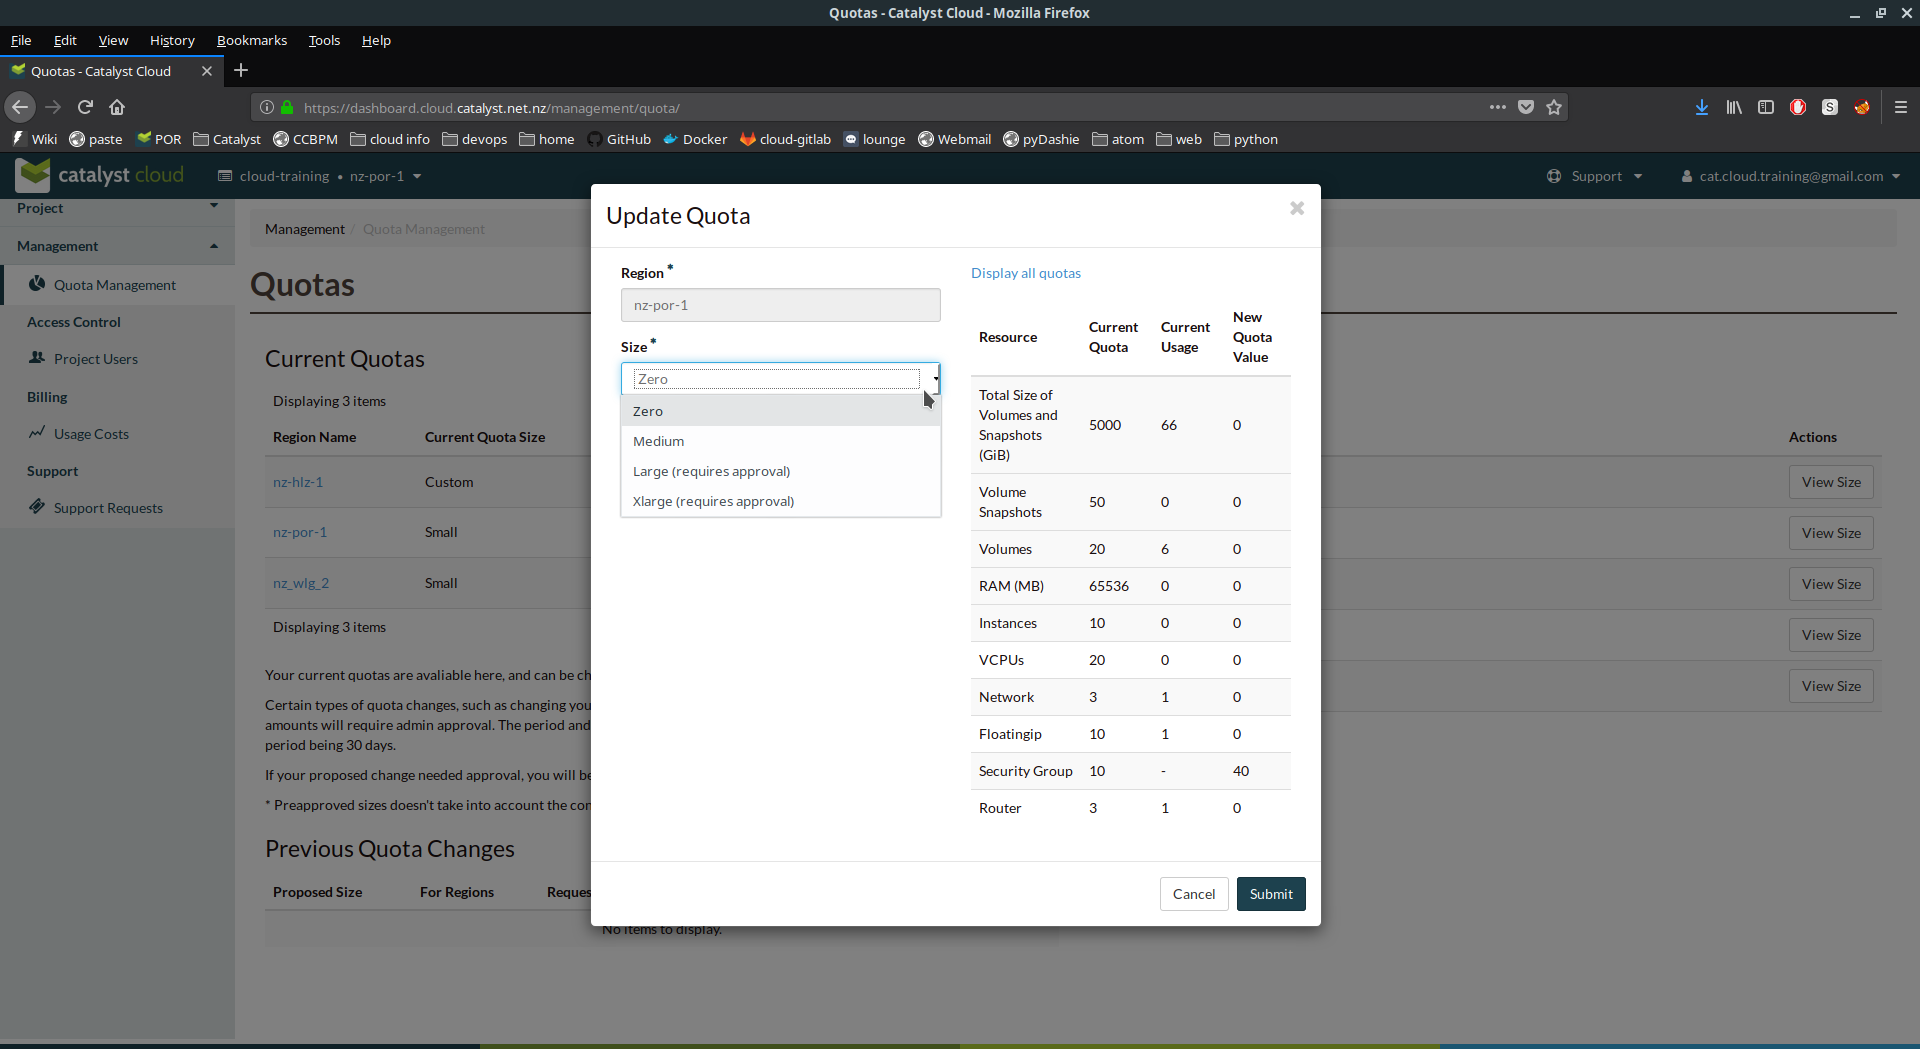 Quotas - Catalyst Cloud - Mozilla Firefox
File Edit View History Bookmarks Tools Help
Quotas - Catalyst Cloud
https://dashboard.cloud.catalyst.net.nz/management/quota/
Wiki paste POR Catalyst CCBPM cloud info devops home GitHub Docker cloud-gitlab lounge Webmail pyDashie atom web python
catalyst cloud cloud-training • nz-por-1 Support cat.cloud.training@gmail.com
Project
Management
Quota Management
Access Control
Project Users
Billing
Usage Costs
Support
Support Requests
Management / Quota Management
Quotas
Current Quotas
Displaying 3 items
Region Name Current Quota Size
nz-hlz-1 Custom
nz-por-1 Small
nz_wlg_2 Small
Displaying 3 items
Your current quotas are avaliable here, and can be ch
Certain types of quota changes, such as changing you
amounts will require admin approval. The period and
period being 30 days.
If your proposed change needed approval, you will be
* Preapproved sizes doesn't take into account the con
Previous Quota Changes
Proposed Size For Regions Reques
No items to display.
Actions
View Size
View Size
View Size
View Size
View Size
Update Quota
Region *
nz-por-1
Size *
Zero
Zero
Medium
Large (requires approval)
Xlarge (requires approval)
Display all quotas
Resource Current Quota Current Usage New Quota Value
Total Size of Volumes and Snapshots (GiB) 5000 66 0
Volume Snapshots 50 0 0
Volumes 20 6 0
RAM (MB) 65536 0 0
Instances 10 0 0
VCPUs 20 0 0
Network 3 1 0
Floatingip 10 1 0
Security Group 10 - 40
Router 3 1 0
Cancel Submit